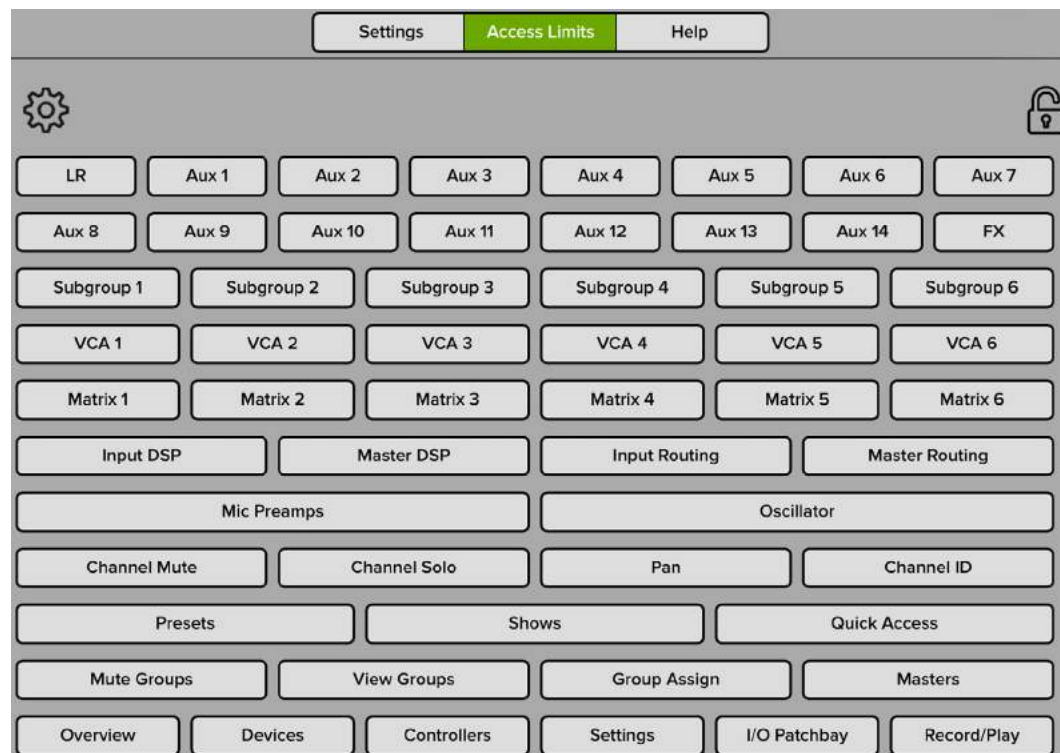 Settings Access Limits Help
LR Aux 1 Aux 2 Aux 3 Aux 4 Aux 5 Aux 6 Aux 7
Aux 8 Aux 9 Aux 10 Aux 11 Aux 12 Aux 13 Aux 14 FX
Subgroup 1 Subgroup 2 Subgroup 3 Subgroup 4 Subgroup 5 Subgroup 6
VCA 1 VCA 2 VCA 3 VCA 4 VCA 5 VCA 6
Matrix 1 Matrix 2 Matrix 3 Matrix 4 Matrix 5 Matrix 6
Input DSP Master DSP Input Routing Master Routing
Mic Preamps Oscillator
Channel Mute Channel Solo Pan Channel ID
Presets Shows Quick Access
Mute Groups View Groups Group Assign Masters
Overview Devices Controllers Settings I/O Patchbay Record/Play